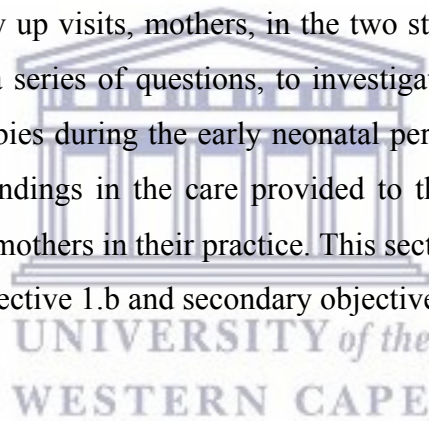 y up visits, mothers, in the two st
a series of questions, to investigat
bies during the early neonatal per
ndings in the care provided to th
mothers in their practice. This sect
ective 1.b and secondary objective
UNIVERSITY of the
WESTERN CAPE